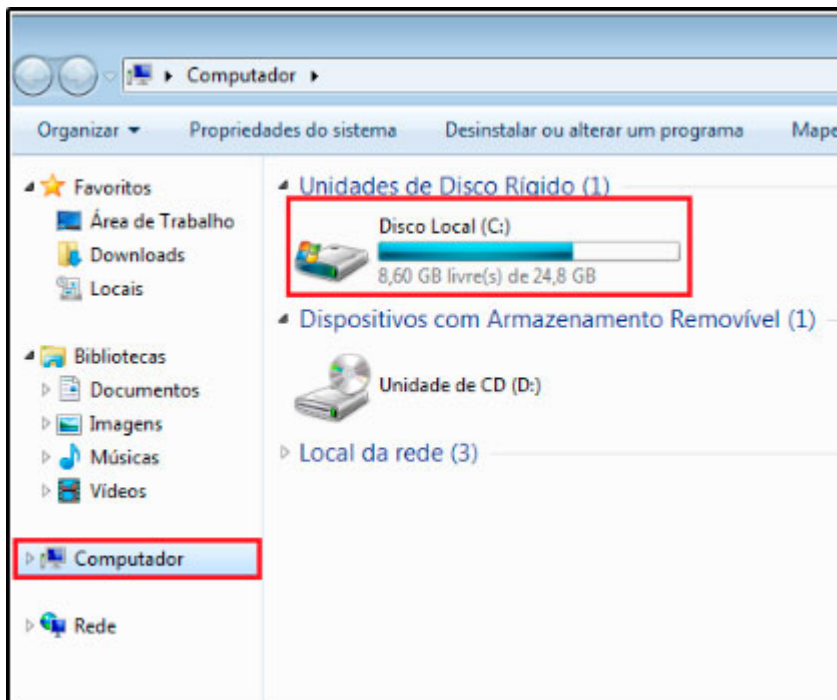 Computador
Organizar Propriedades do sistema Desinstalar ou alterar um programa
Favoritos
Área de Trabalho
Downloads
Locais
Bibliotecas
Documentos
Imagens
Músicas
Vídeos
Computador
Rede
Unidades de Disco Rígido (1)
Disco Local (C:)
8,60 GB livre(s) de 24,8 GB
Dispositivos com Armazenamento Removível (1)
Unidade de CD (D:)
Local da rede (3)